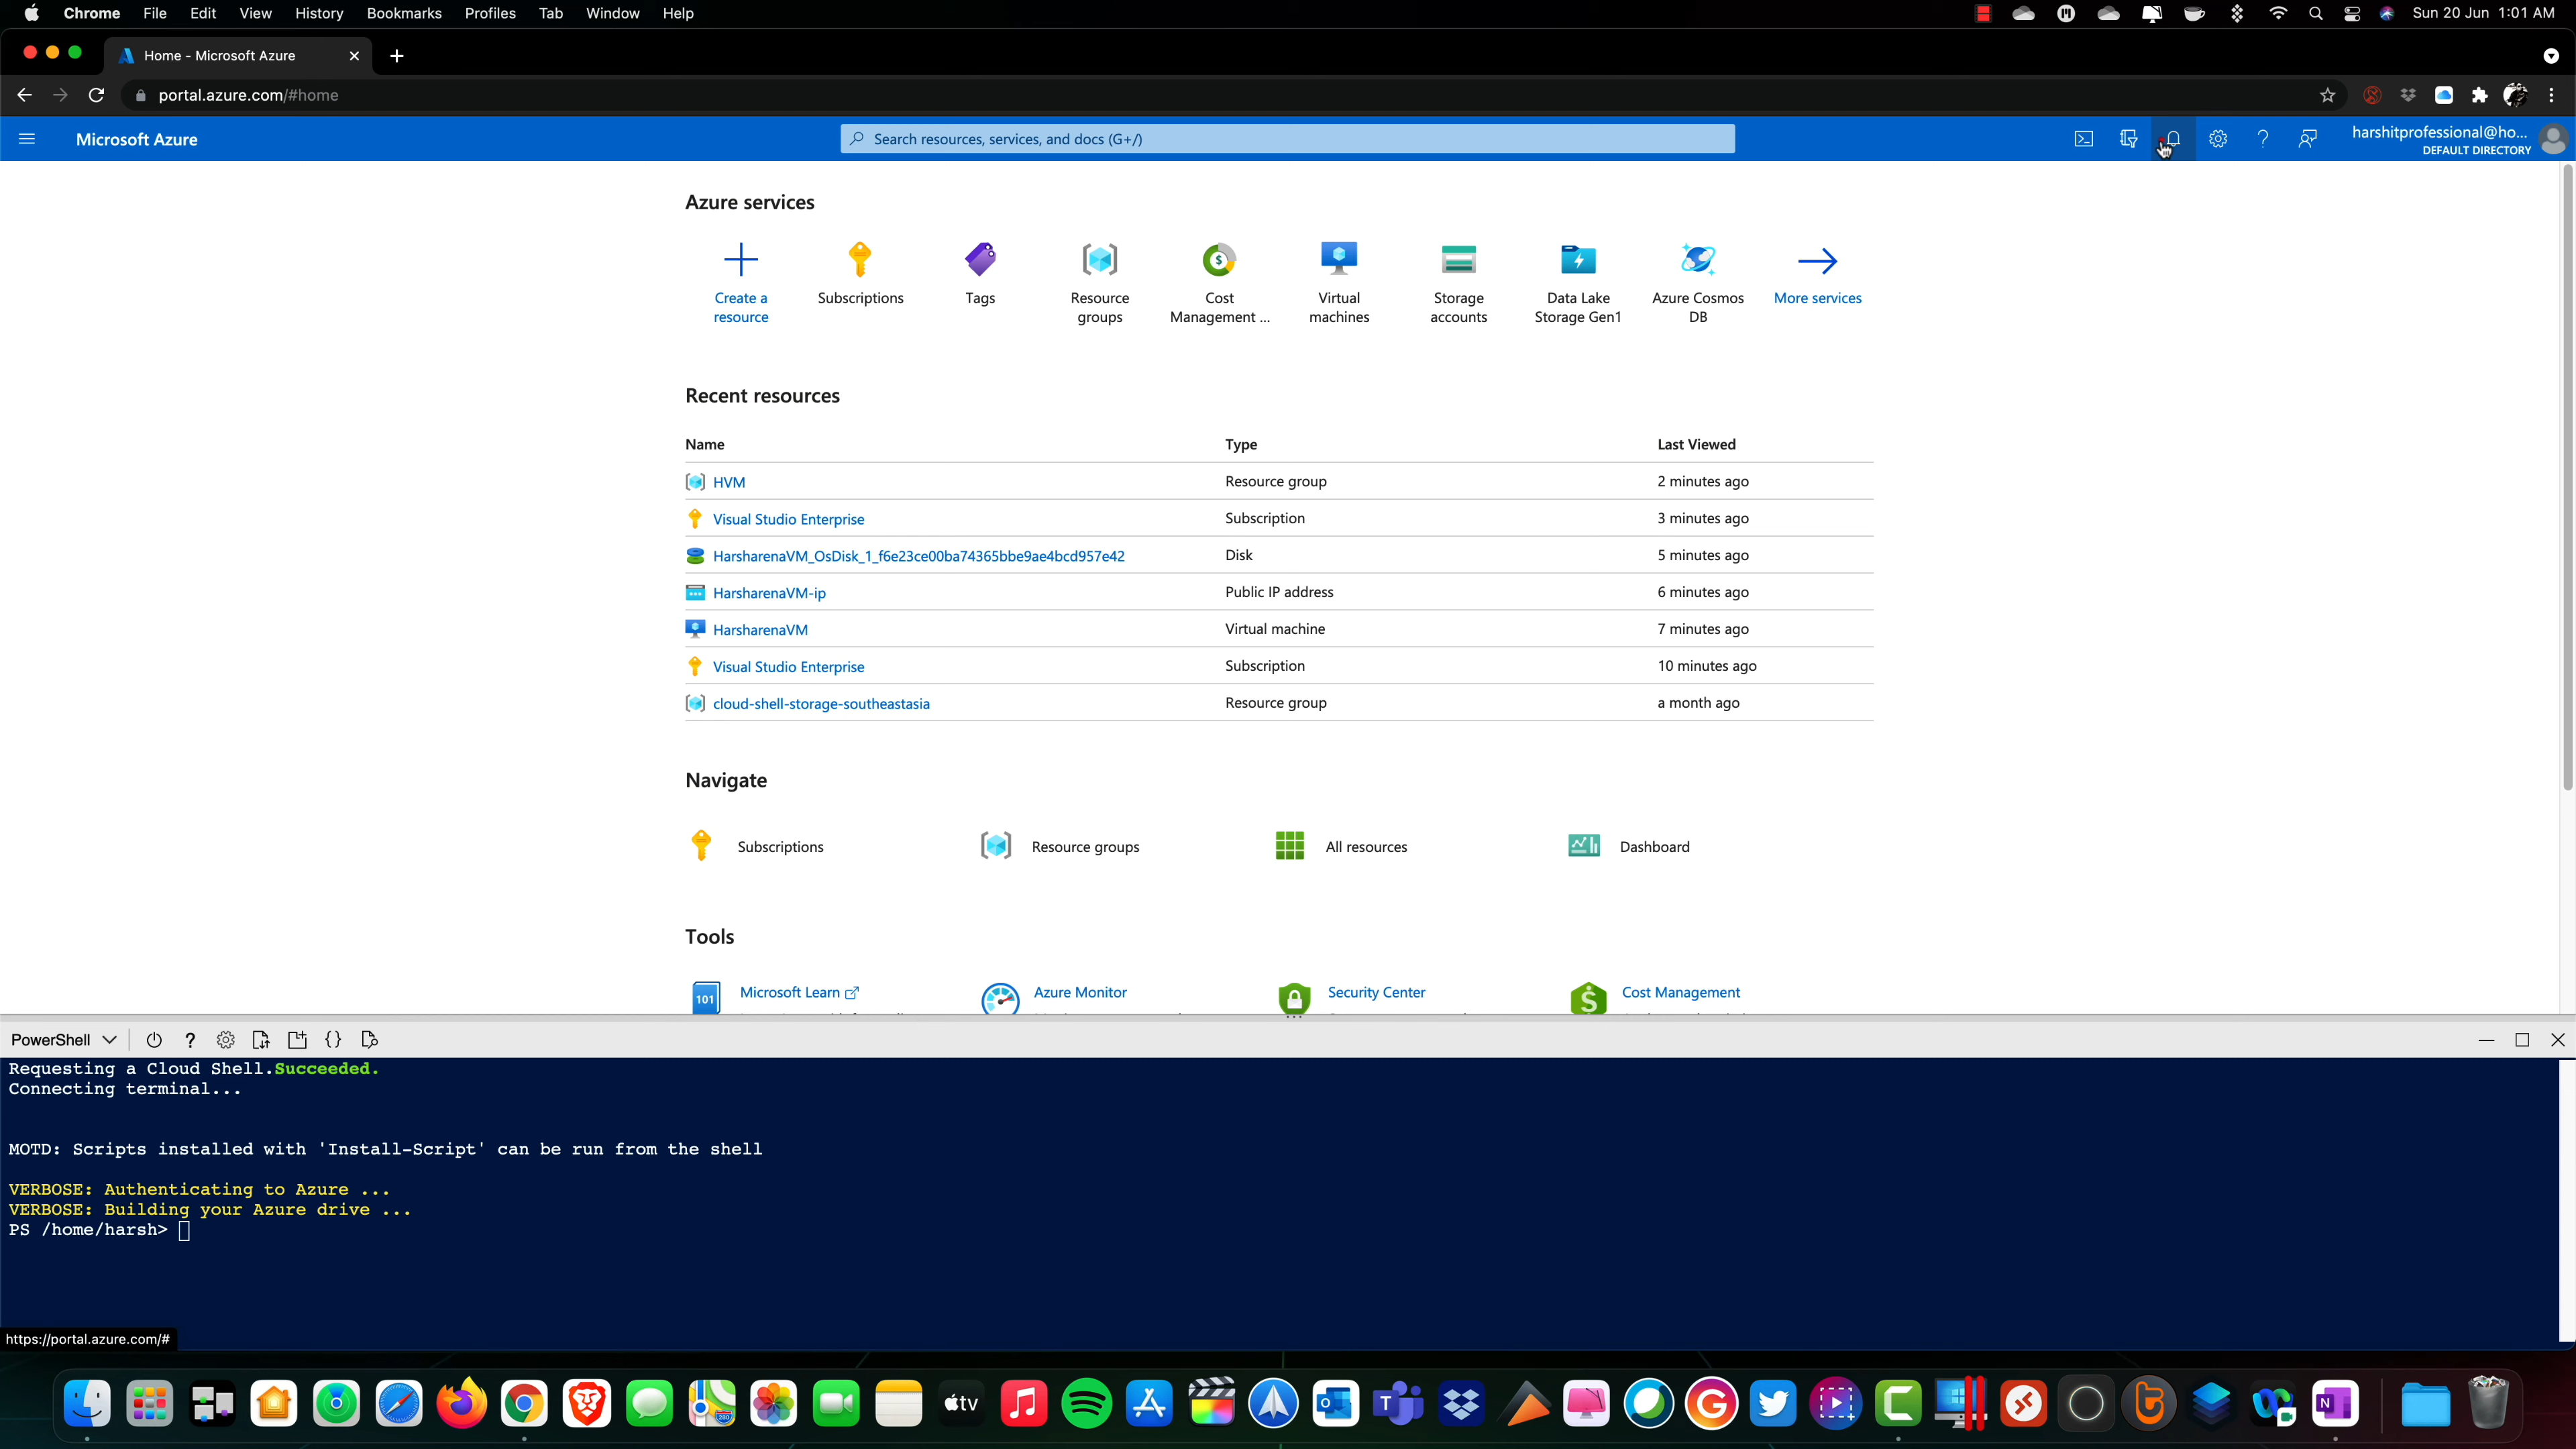 Chrome File Edit View History Bookmarks Profiles Tab Window Help Sun 20 Jun 1:01 AM
Home - Microsoft Azure
portal.azure.com/#home
Microsoft Azure
Search resources, services, and docs (G+/)
harshitprofessional@ho...
DEFAULT DIRECTORY
Azure services
Create a resource
Subscriptions
Tags
Resource groups
Cost Management ...
Virtual machines
Storage accounts
Data Lake Storage Gen1
Azure Cosmos DB
More services
Recent resources
Name Type Last Viewed
HVM Resource group 2 minutes ago
Visual Studio Enterprise Subscription 3 minutes ago
HarsharenaVM_OsDisk_1_f6e23ce00ba74365bbe9ae4bcd957e42 Disk 5 minutes ago
HarsharenaVM-ip Public IP address 6 minutes ago
HarsharenaVM Virtual machine 7 minutes ago
Visual Studio Enterprise Subscription 10 minutes ago
cloud-shell-storage-southeastasia Resource group a month ago
Navigate
Subscriptions Resource groups All resources Dashboard
Tools
101 Microsoft Learn Azure Monitor Security Center Cost Management
PowerShell
Requesting a Cloud Shell.Succeeded.
Connecting terminal...
MOTD: Scripts installed with 'Install-Script' can be run from the shell
VERBOSE: Authenticating to Azure ...
VERBOSE: Building your Azure drive ...
PS /home/harsh>
https://portal.azure.com/#
tv
280